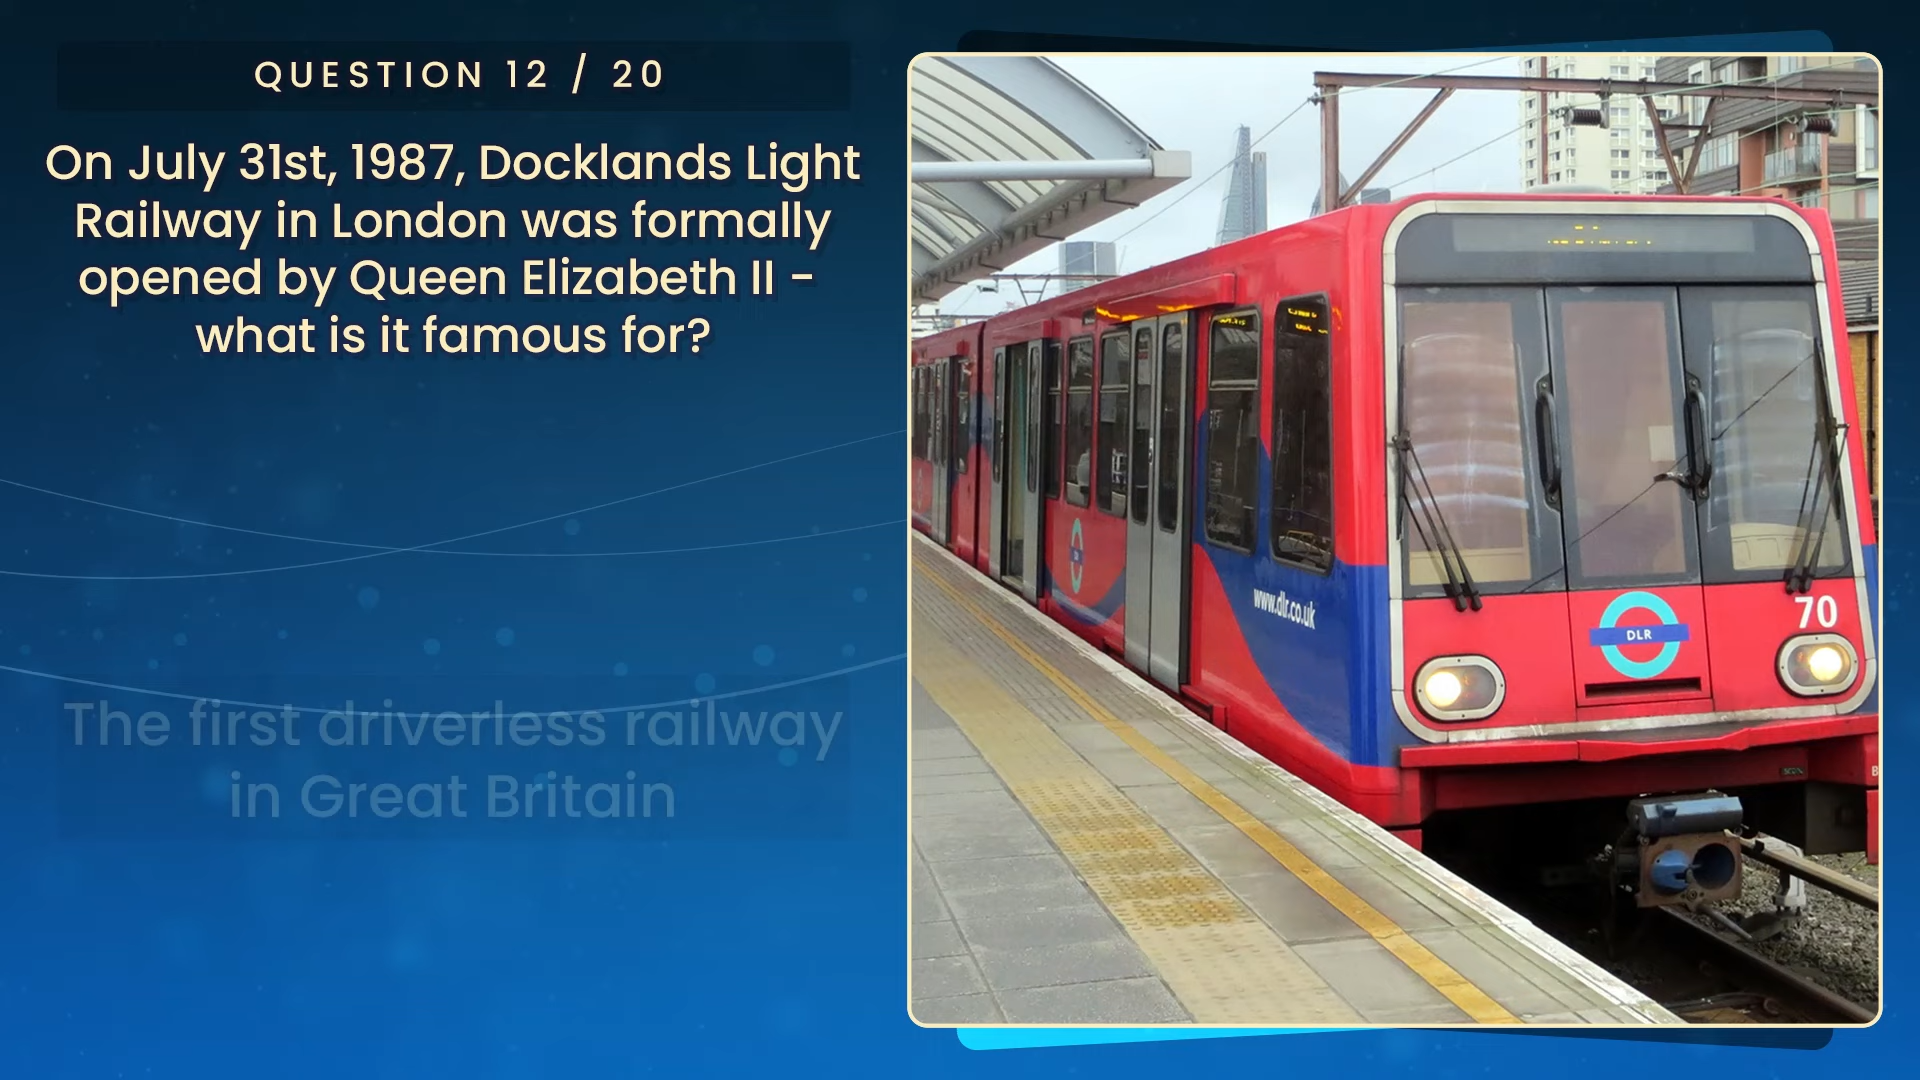 QUESTION 12 / 20
On July 31st, 1987, Docklands Light
Railway in London was formally
opened by Queen Elizabeth II -
what is it famous for?
The first driverless railway
in Great Britain
www.dlr.co.uk
70
DLR